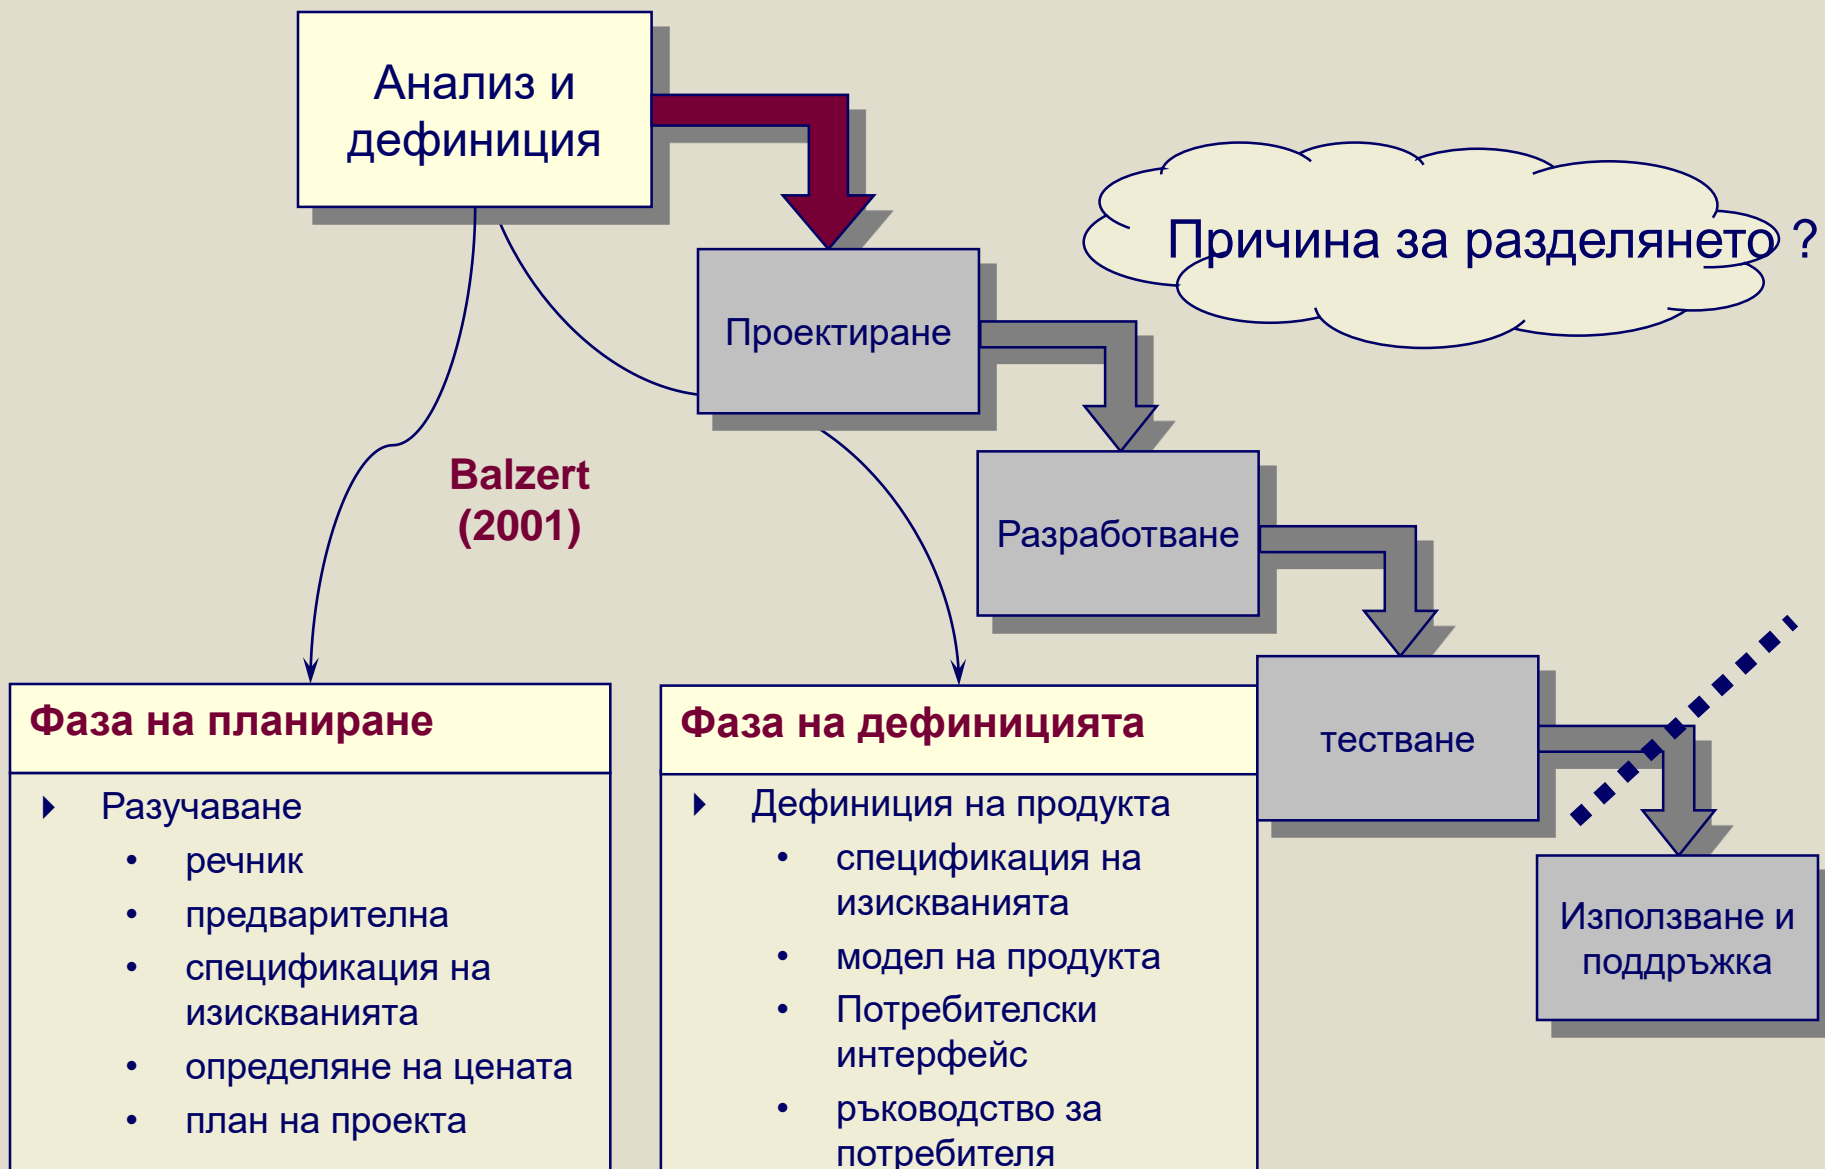 Анализ и
дефиниция
Причина за разделянето ?
Проектиране
Balzert
(2001)
Разработване
тестване
Използване и
поддръжка
Фаза на планиране
Разучаване
• речник
• предварителна
• спецификация на
изискванията
• определяне на цената
• план на проекта
Фаза на дефиницията
Дефиниция на продукта
• спецификация на
изискванията
• модел на продукта
• Потребителски
интерфейс
• ръководство за
потребителя